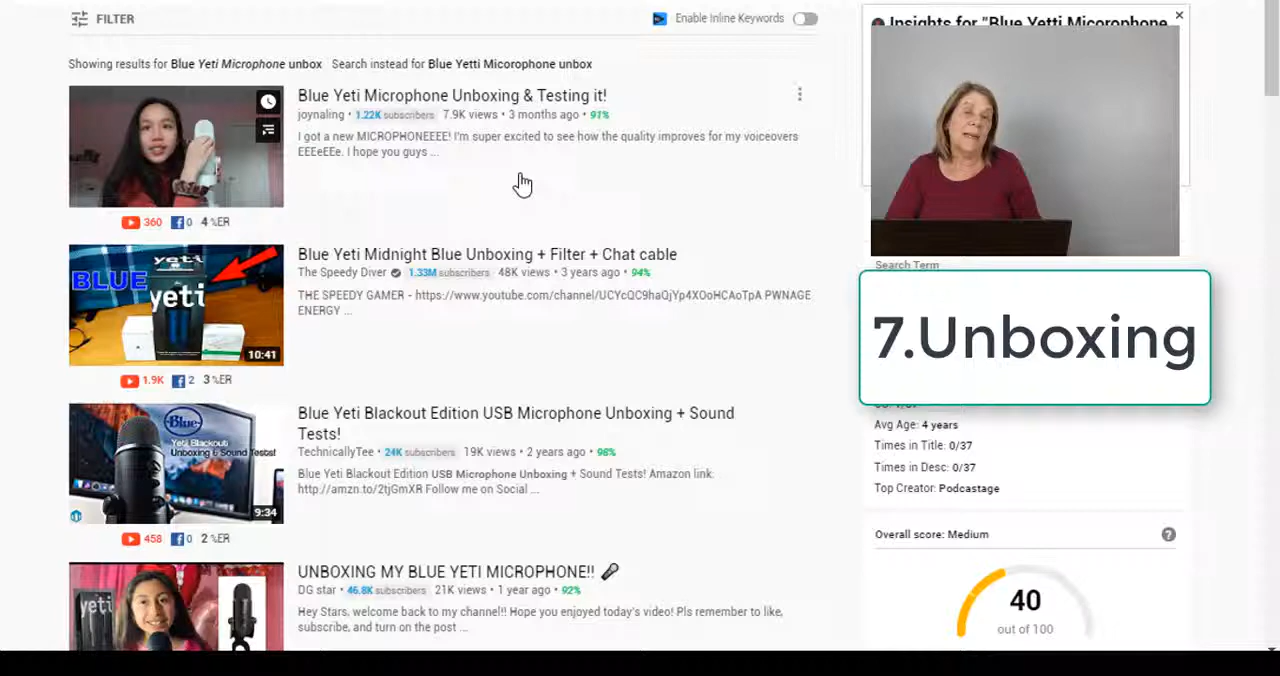 FILTER
Enable Inline Keywords
Insights for "Blue Yetti Micorophone
Showing results for Blue Yeti Microphone unbox Search instead for Blue Yetti Micorophone unbox
Blue Yeti Microphone Unboxing & Testing it!
joynaling • 1.22K subscribers 7.9K views • 3 months ago • 91%
I got a new MICROPHONEEEE! I'm super excited to see how the quality improves for my voiceovers
EEEeEEe. I hope you guys ...
360 0 4 %ER
Blue Yeti Midnight Blue Unboxing + Filter + Chat cable
The Speedy Diver 1.33M subscribers 48K views • 3 years ago • 94%
THE SPEEDY GAMER - https://www.youtube.com/channel/UCYcQC9haQjYp4XOoHCAoTpA PWNAGE
ENERGY ...
BLUE
yeti
yeti
10:41
1.9K 2 3 %ER
Search Term
7.Unboxing
Blue Yeti Blackout Edition USB Microphone Unboxing + Sound
Tests!
TechnicallyTee • 24K subscribers 19K views • 2 years ago • 98%
Blue Yeti Blackout Edition USB Microphone Unboxing + Sound Tests! Amazon link:
http://amzn.to/2tjGmXR Follow me on Social ...
Blue
Yeti Blackout
Unboxing & Sound Tests!
9:34
458 0 2 %ER
Avg Age: 4 years
Times in Title: 0/37
Times in Desc: 0/37
Top Creator: Podcastage
Overall score: Medium
40
out of 100
UNBOXING MY BLUE YETI MICROPHONE!! 🎤
DG star • 46.8K subscribers 21K views • 1 year ago • 92%
Hey Stars, welcome back to my channel!! Hope you enjoyed today's video! Pls remember to like,
subscribe, and turn on the post ...
yeti